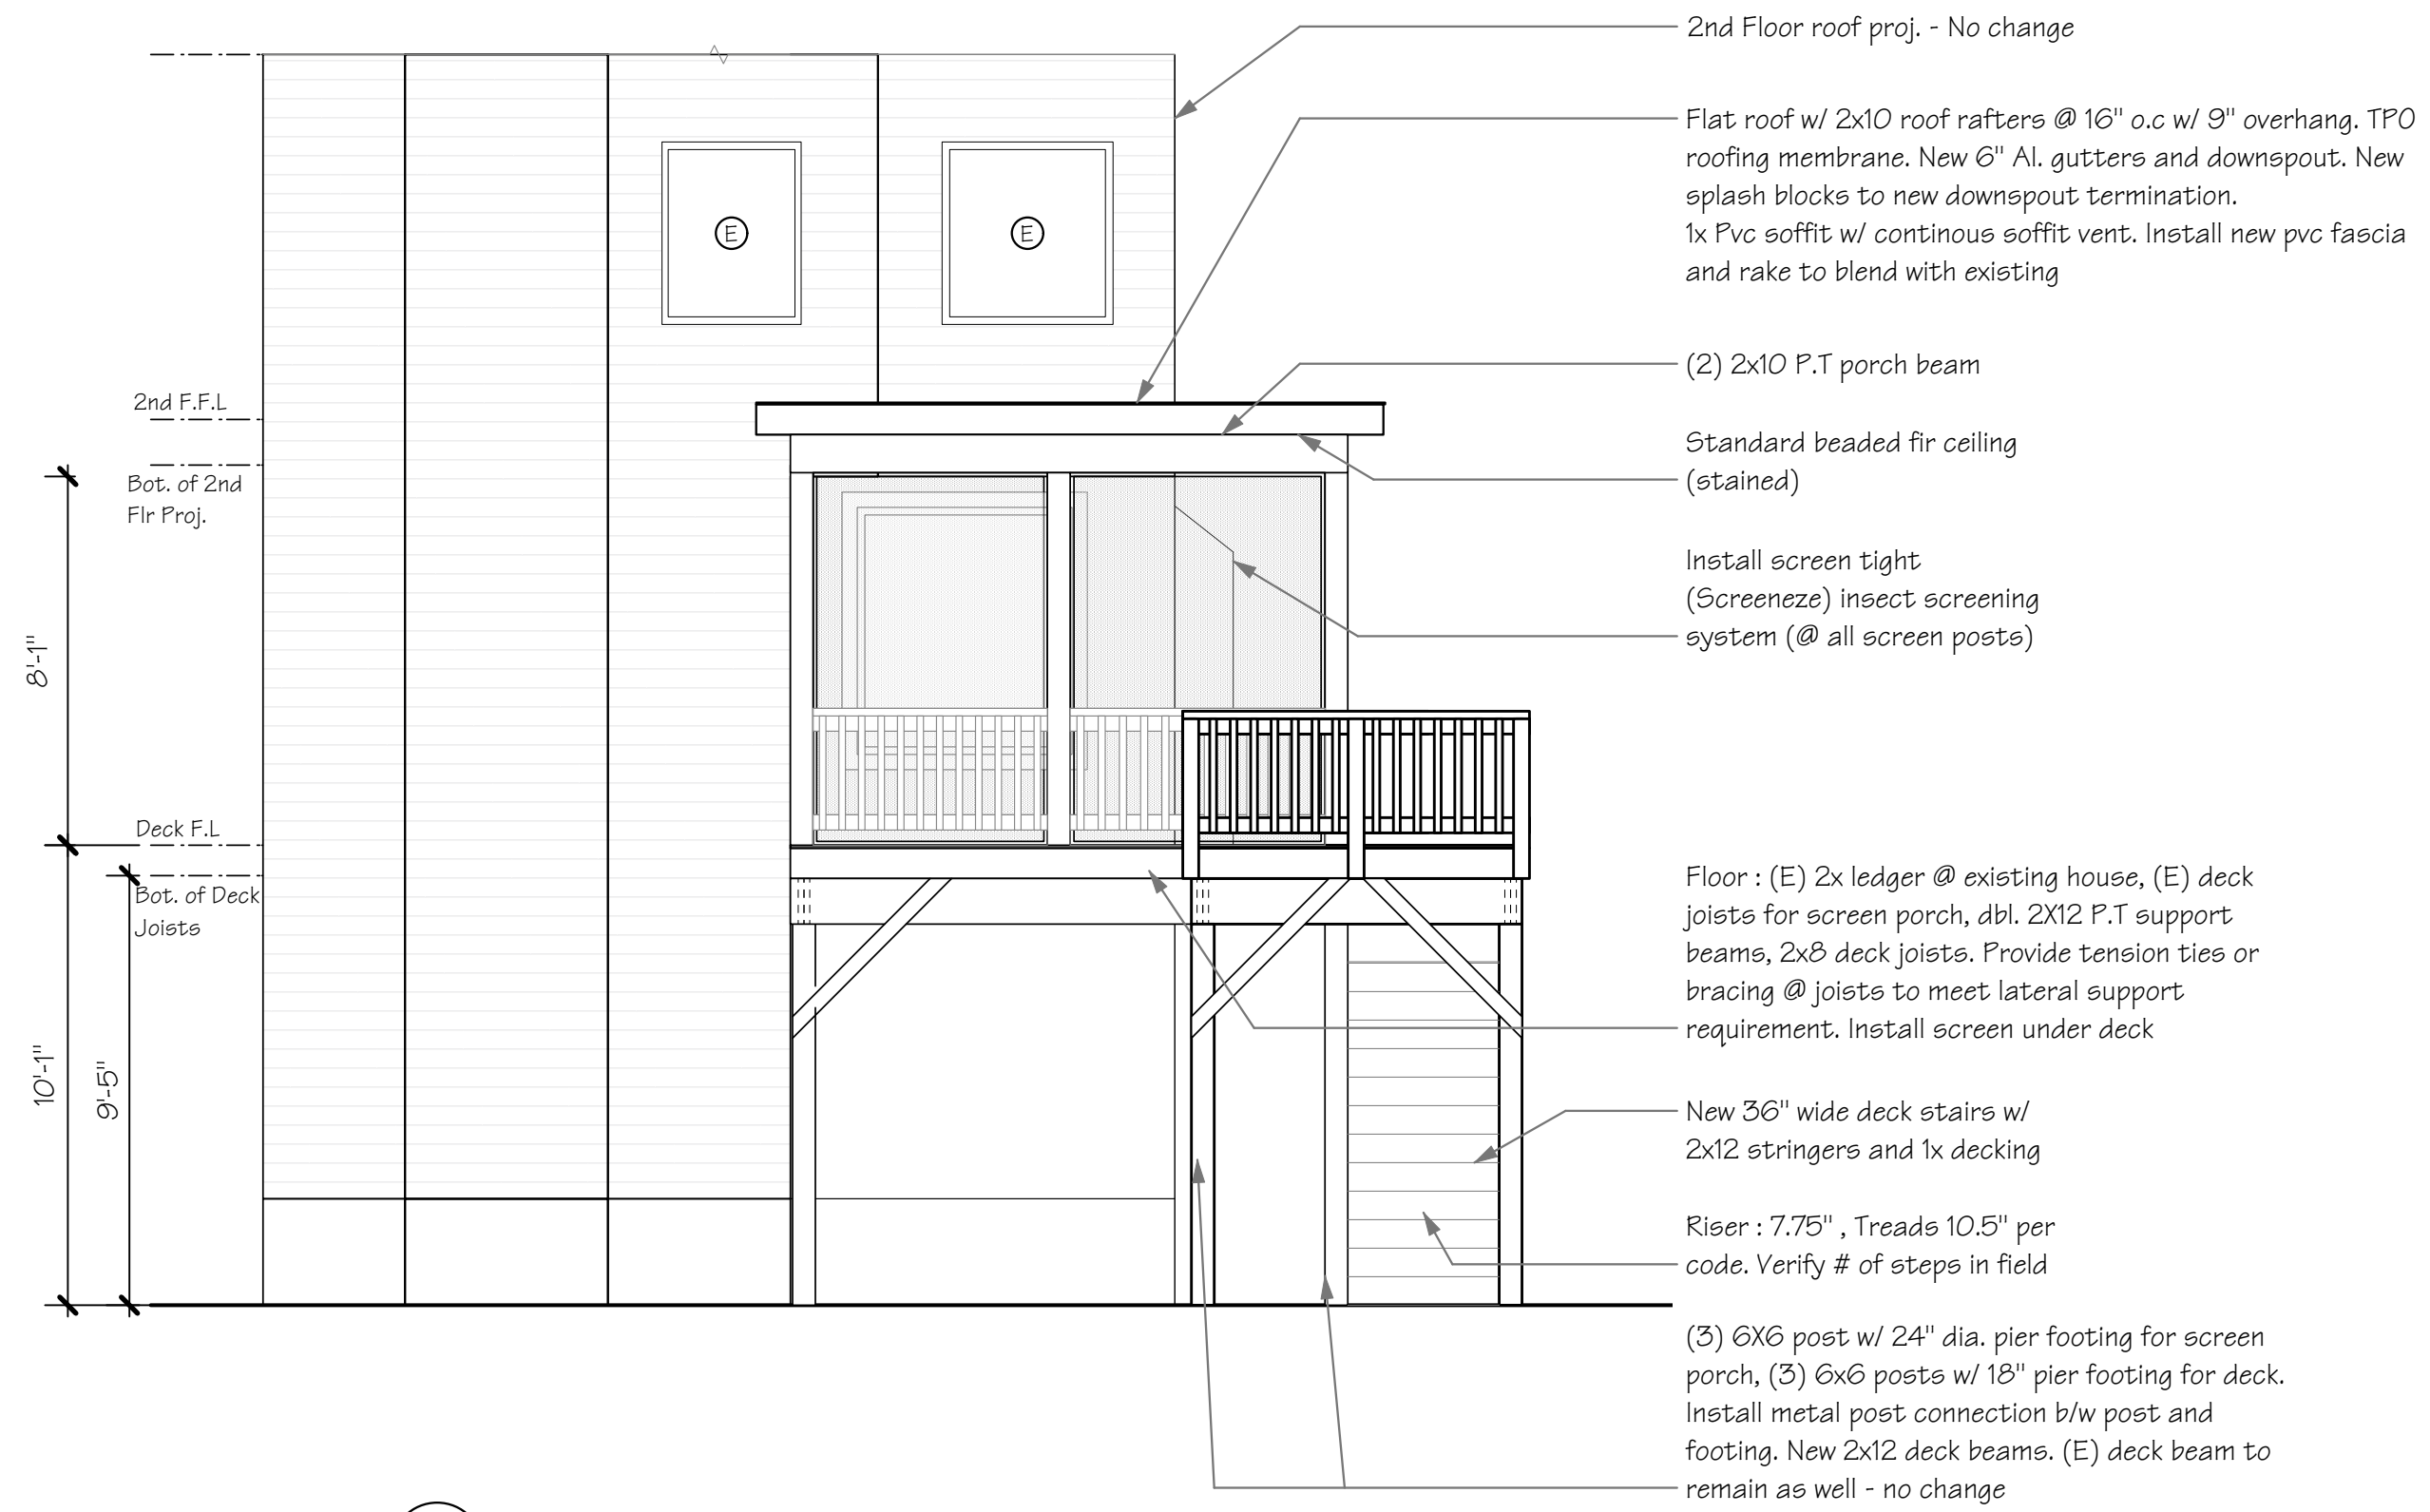 2nd Floor roof proj. - No change
Flat roof w/ 2x10 roof rafters @ 16" o.c w/ 9" overhang. TPO
roofing membrane. New 6" Al. gutters and downspout. New
splash blocks to new downspout termination.
1x Pvc soffit w/ continous soffit vent. Install new pvc fascia
and rake to blend with existing
E
E
(2) 2x10 P.T porch beam
2nd F.F.L
Standard beaded fir ceiling
(stained)
Bot. of 2nd
Flr Proj.
Install screen tight
(Screeneze) insect screening
system (@ all screen posts)
8'-1"
Deck F.L
Bot. of Deck
Joists
Floor : (E) 2x ledger @ existing house, (E) deck
joists for screen porch, dbl. 2X12 P.T support
beams, 2x8 deck joists. Provide tension ties or
bracing @ joists to meet lateral support
requirement. Install screen under deck
10'-1"
9'-5"
New 36" wide deck stairs w/
2x12 stringers and 1x decking
Riser : 7.75" , Treads 10.5" per
code. Verify # of steps in field
(3) 6X6 post w/ 24" dia. pier footing for screen
porch, (3) 6x6 posts w/ 18" pier footing for deck.
Install metal post connection b/w post and
footing. New 2x12 deck beams. (E) deck beam to
remain as well - no change